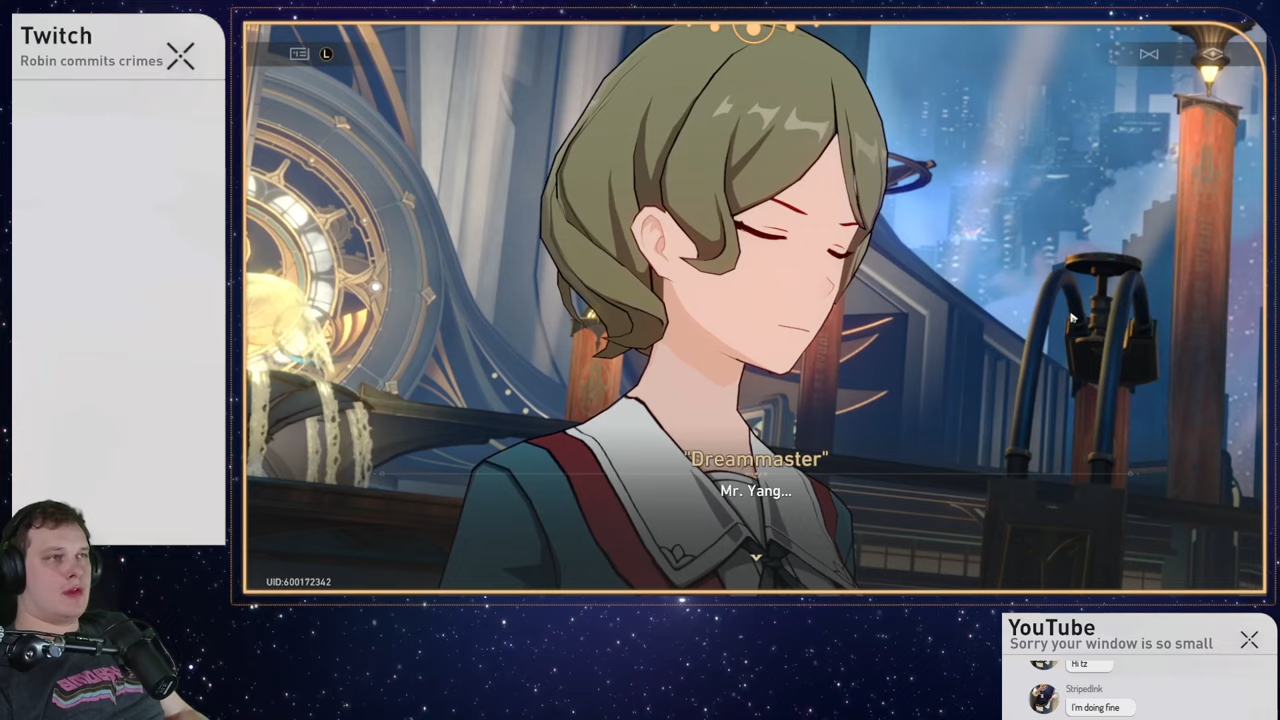 Twitch
Robin commits crimes
L
"Dreammaster"
Mr. Yang...
UID:600172342
YouTube
Sorry your window is so small
Hi tz
StripedInk
I'm doing fine